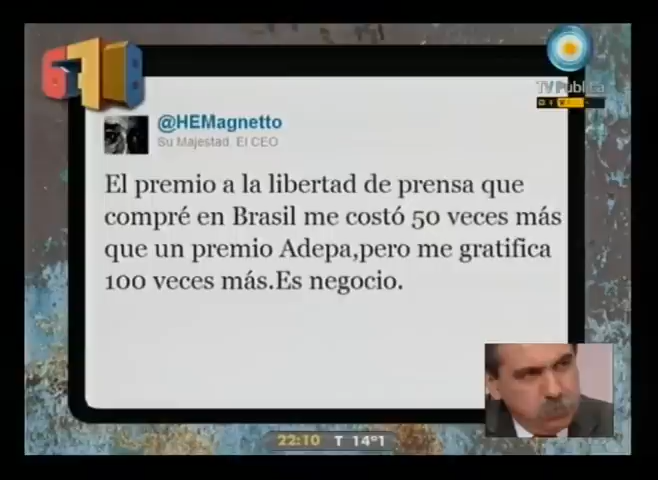 678
TV Pública
@HEMagnetto
Su Majestad. El CEO
El premio a la libertad de prensa que
compré en Brasil me costó 50 veces más
que un premio Adepa,pero me gratifica
100 veces más.Es negocio.
22:10 T 14°1